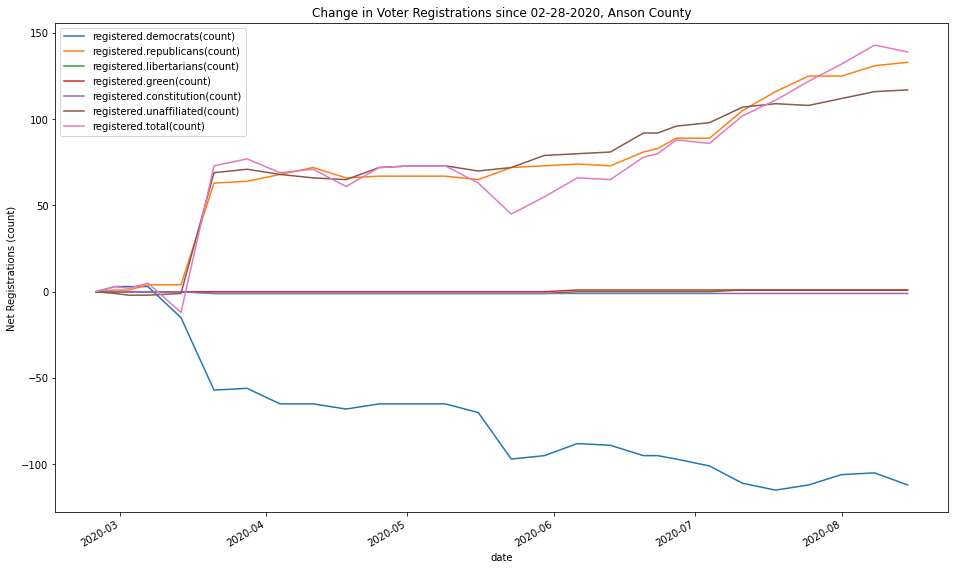 Change in Voter Registrations since 02-28-2020, Anson County
registered.democrats(count)
registered.republicans(count)
registered.libertarians(count)
registered.green(count)
registered.constitution(count)
registered.unaffiliated(count)
registered.total(count)
Net Registrations (count)
150
100
50
0
−50
−100
2020-03
2020-04
2020-05
2020-06
2020-07
2020-08
date